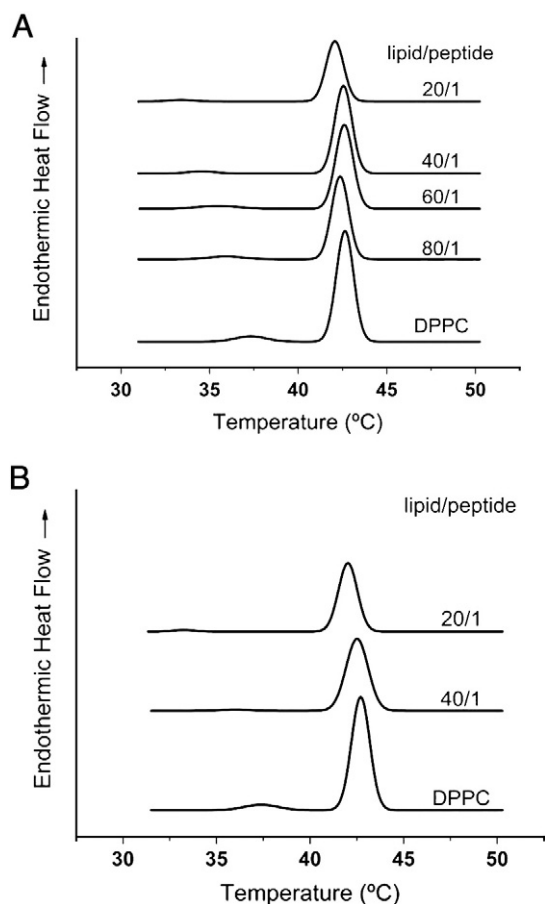 A
lipid/peptide
20/1
40/1
60/1
80/1
DPPC
Endothermic Heat Flow →
30 35 40 45 50
Temperature (ºC)
B
lipid/peptide
20/1
40/1
DPPC
Endothermic Heat Flow →
30 35 40 45 50
Temperature (ºC)